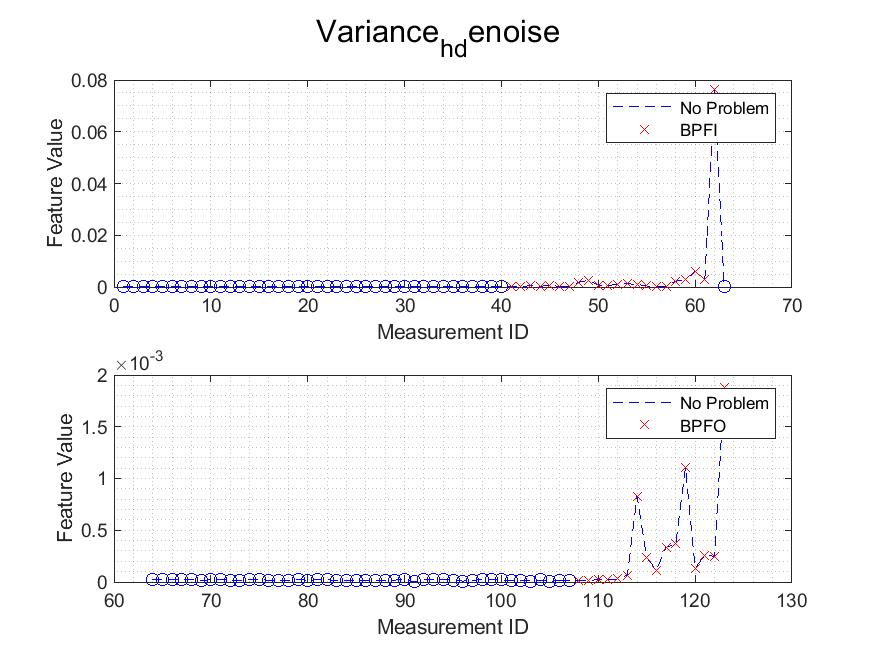 Variance_hdenoise
0.08
0.06
0.04
0.02
0
Feature Value
No Problem
BPFI
0 10 20 30 40 50 60 70
Measurement ID
×10^-3
2
1.5
1
0.5
0
Feature Value
No Problem
BPFO
60 70 80 90 100 110 120 130
Measurement ID